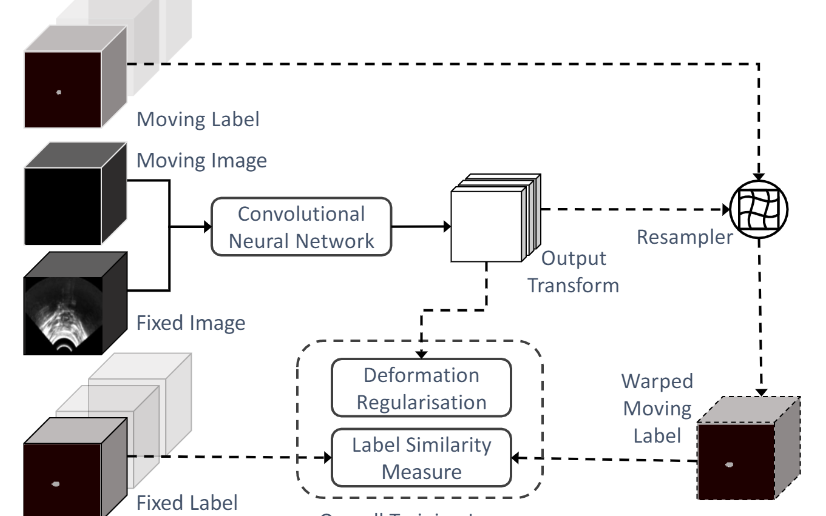 Moving Label
Moving Image
Convolutional
Neural Network
Resampler
Output
Transform
Fixed Image
Deformation
Regularisation
Warped
Moving
Label
Label Similarity
Measure
Fixed Label